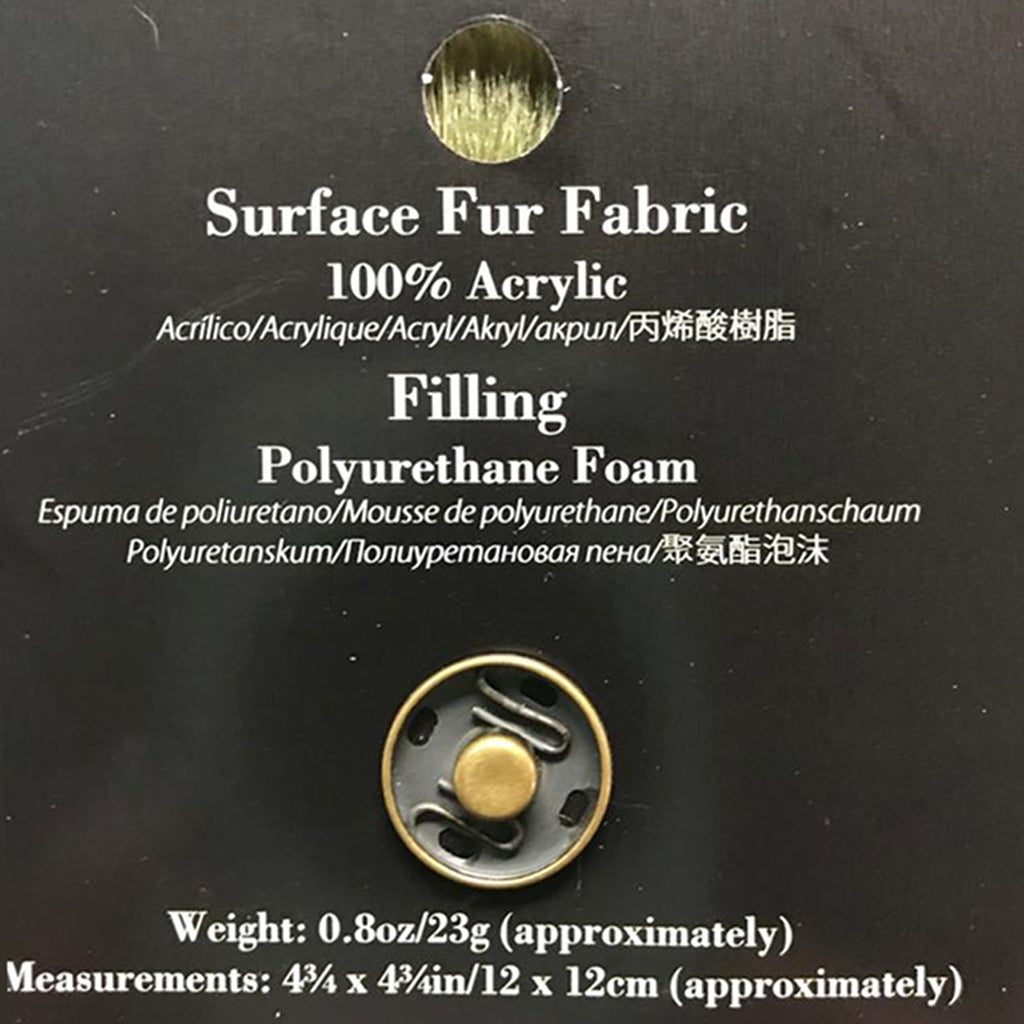 Surface Fur Fabric
100% Acrylic
Acrílico/Acrylique/Acryl/Akryl/акрил/丙烯酸樹脂
Filling
Polyurethane Foam
Espuma de poliuretano/Mousse de polyurethane/Polyurethanschaum
Polyuretanskum/Полиуретановая пена/聚氨酯泡沫
Weight: 0.8oz/23g (approximately)
Measurements: 4¾ x 4¾in/12 x 12cm (approximately)